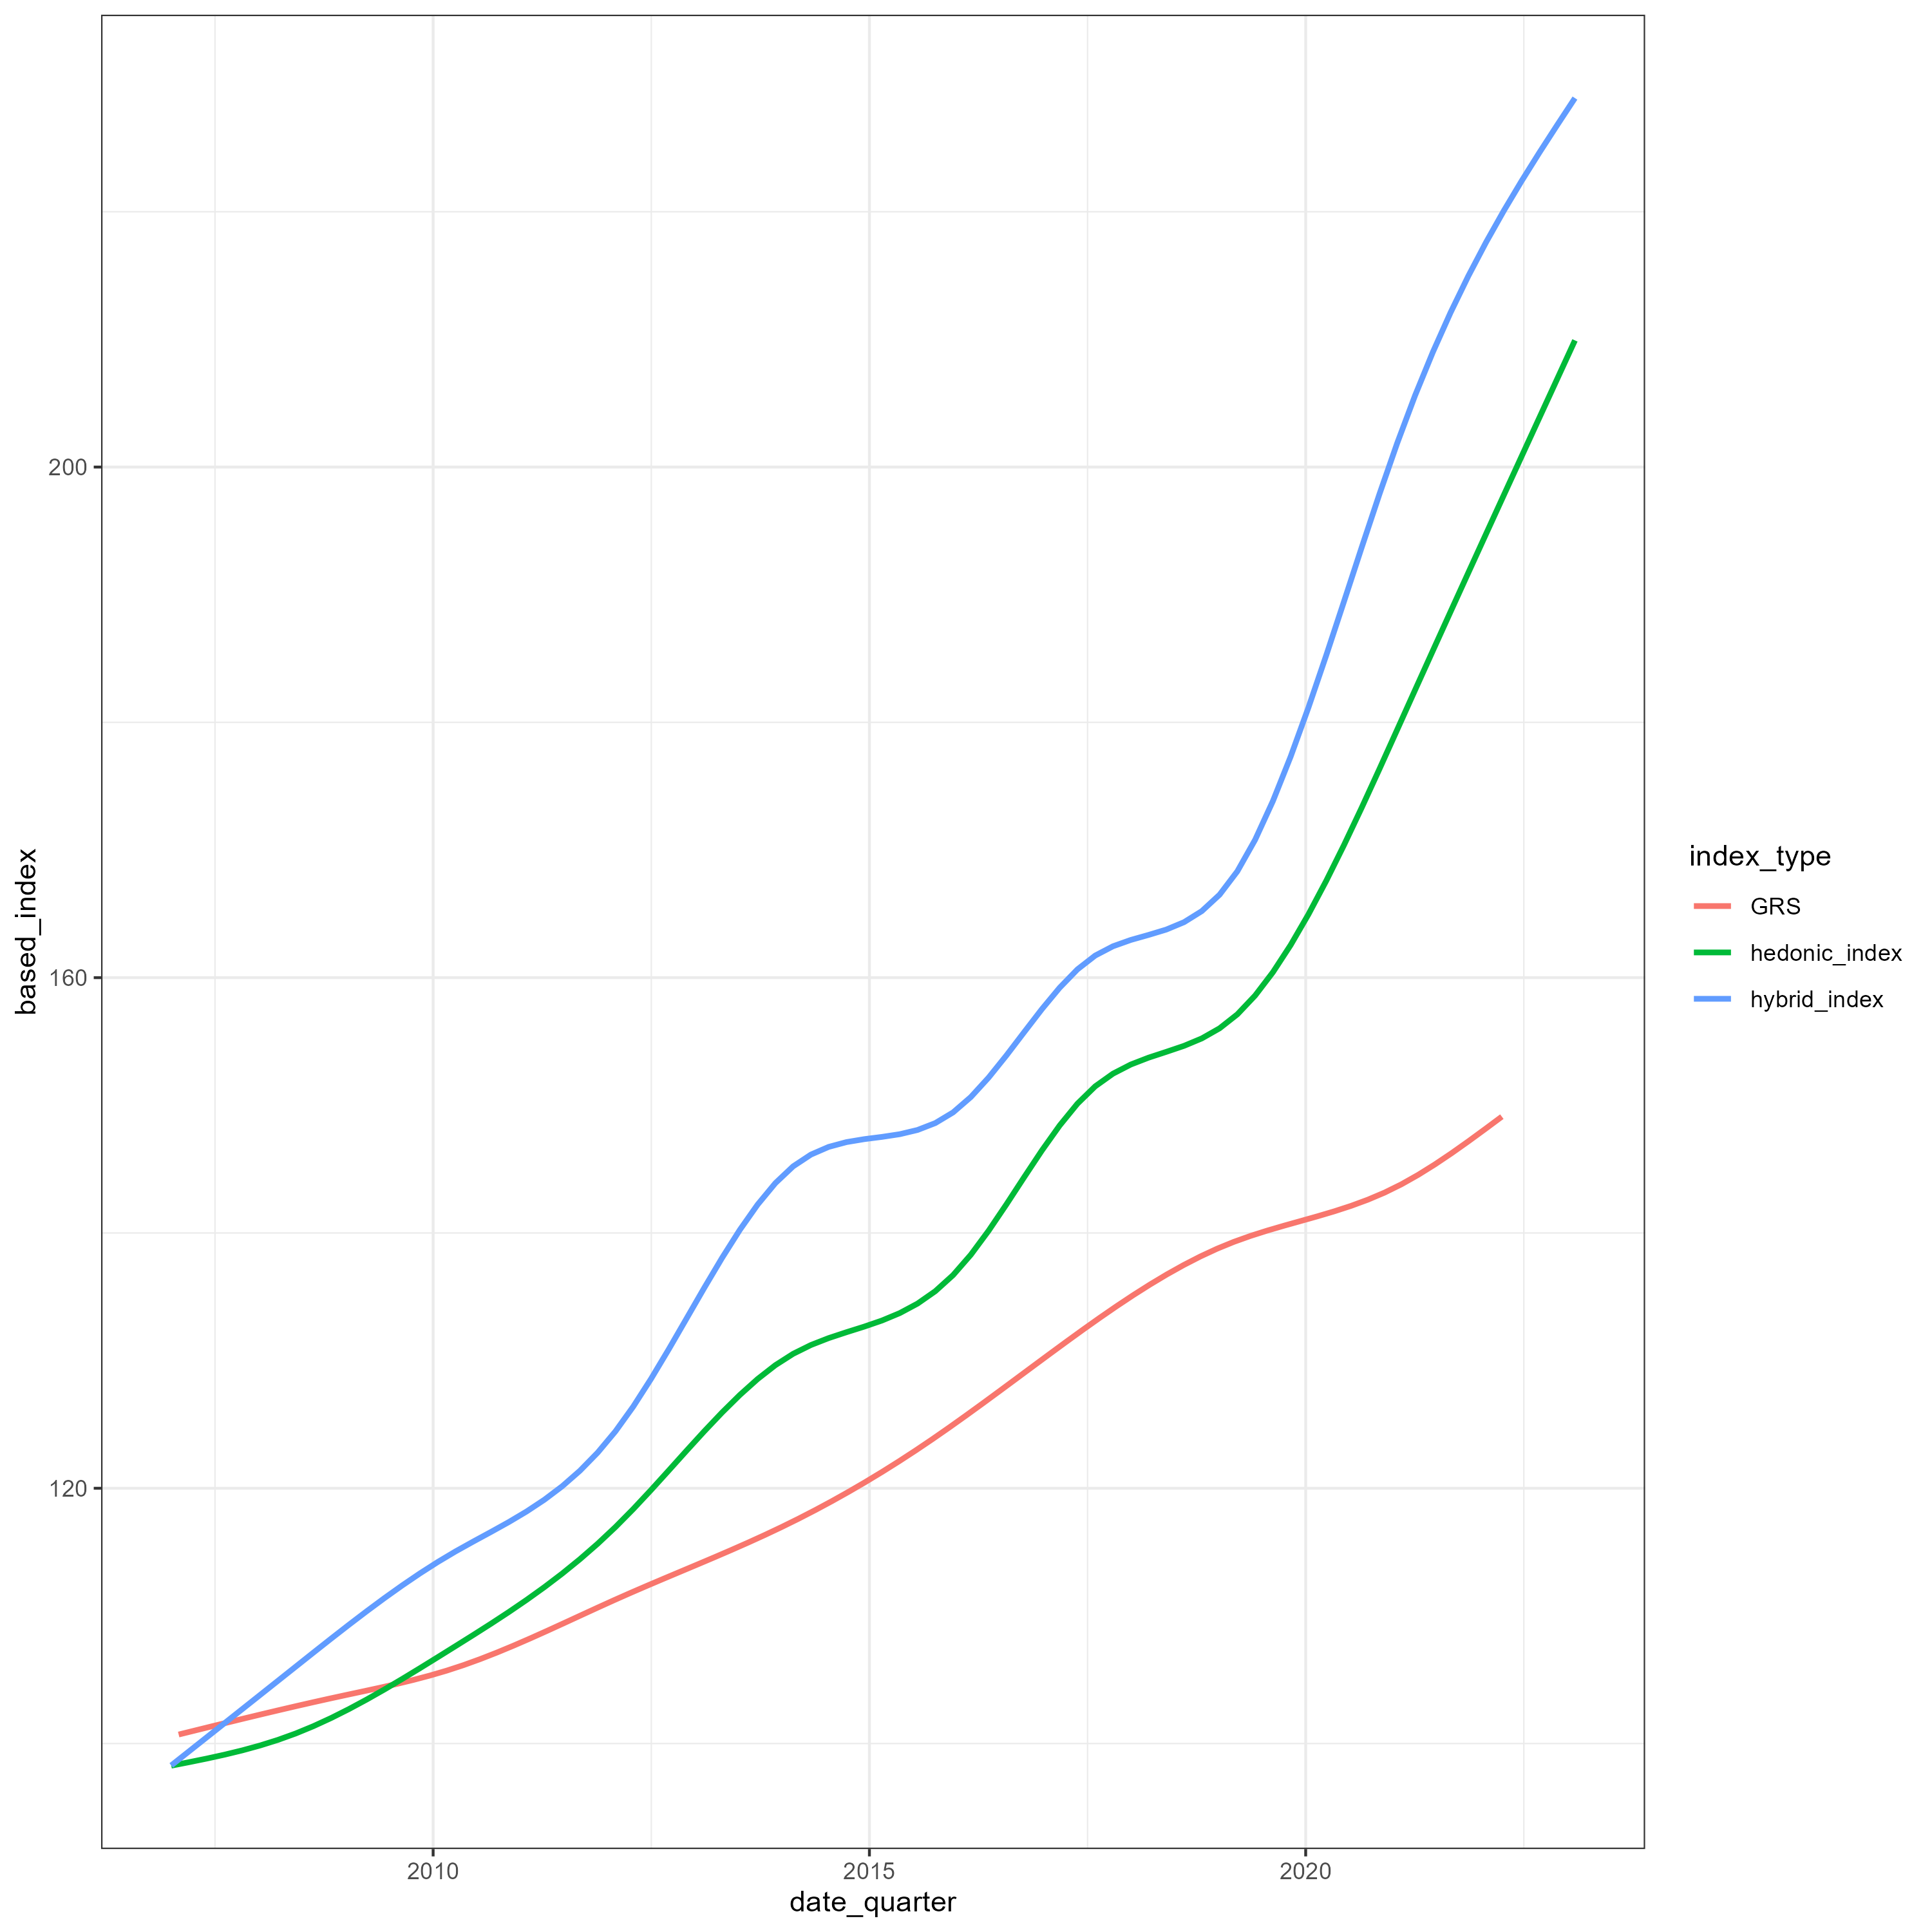 based_index
200
160
120
2010 2015 2020
date_quarter
index_type
GRS
hedonic_index
hybrid_index